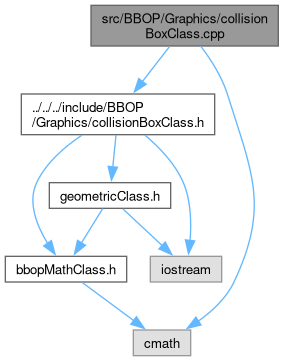 src/BBOP/Graphics/collision
BoxClass.cpp
../../../include/BBOP
/Graphics/collisionBoxClass.h
geometricClass.h
bbopMathClass.h
iostream
cmath